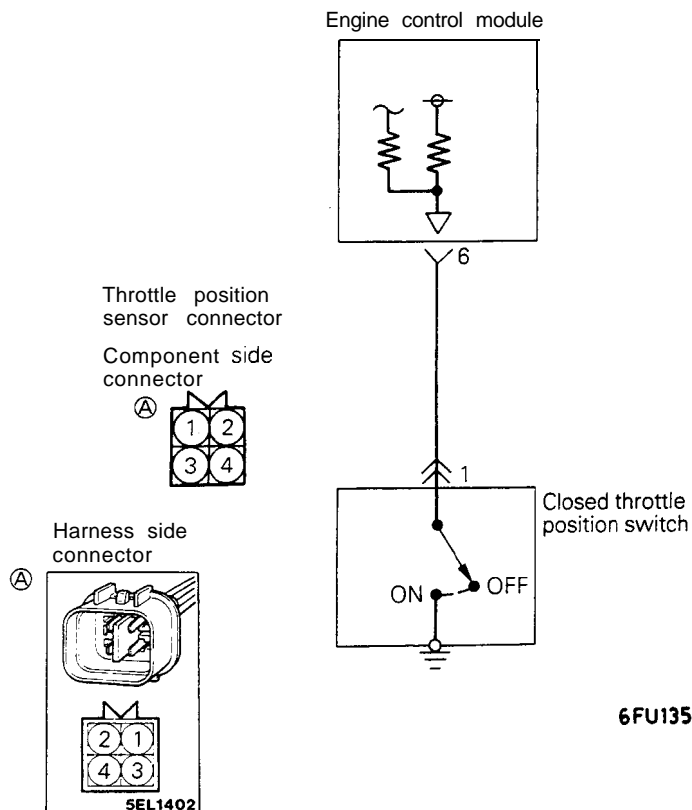 Engine control module
6
Throttle position
sensor connector
Component side
connector
Ⓐ
1 2
3 4
1
Closed throttle
position switch
ON
OFF
Harness side
connector
Ⓐ
2 1
4 3
5EL1402
6FU135